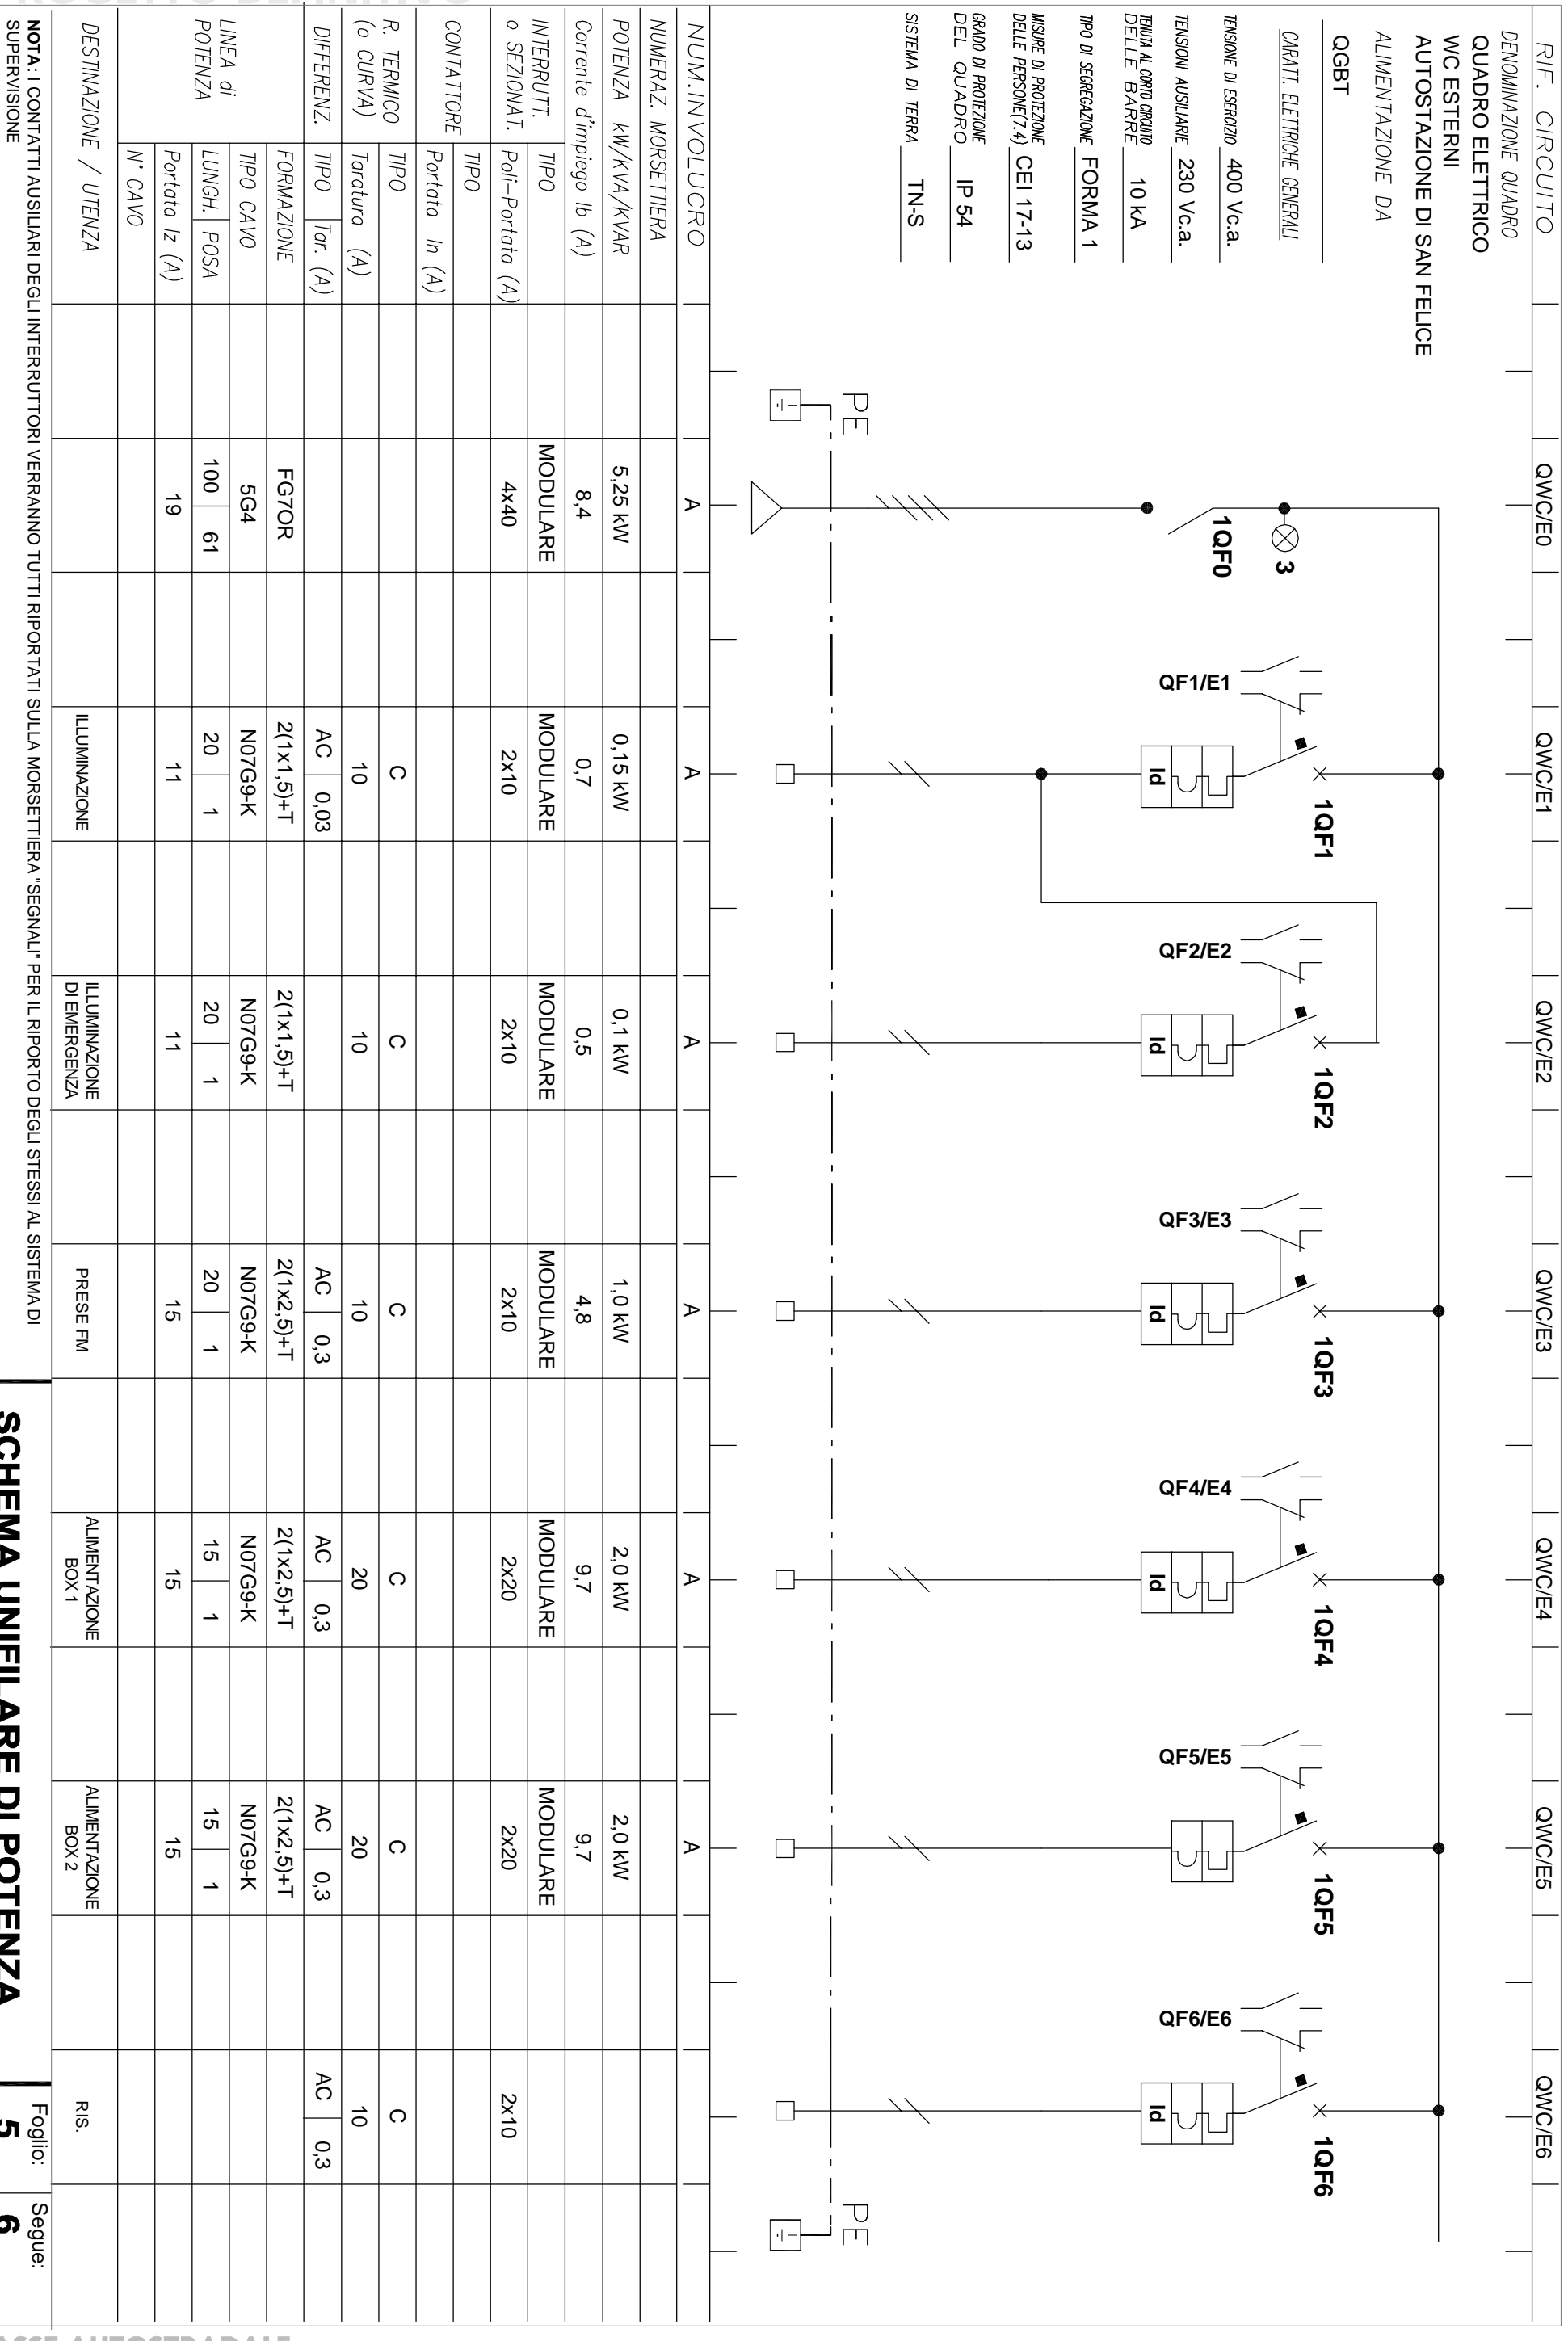 RIF. CIRCUITO QWC/E0 QWC/E1 QWC/E2 QWC/E3 QWC/E4 QWC/E5 QWC/E6
DENOMINAZIONE QUADRO
QUADRO ELETTRICO
WC ESTERNI
AUTOSTAZIONE DI SAN FELICE
ALIMENTAZIONE DA
QGBT
CARATT. ELETTRICHE GENERALI
TENSIONE DI ESERCIZIO 400 Vc.a.
TENSIONI AUSILIARIE 230 Vc.a.
TENUTA AL CORTO CIRCUITO
DELLE BARRE 10 kA
TIPO DI SEGREGAZIONE FORMA 1
MISURE DI PROTEZIONE
DELLE PERSONE(7.4) CEI 17-13
GRADO DI PROTEZIONE
DEL QUADRO IP 54
SISTEMA DI TERRA TN-S
3
1QF0
1QF1 1QF2 1QF3 1QF4 1QF5 1QF6
QF1/E1 QF2/E2 QF3/E3 QF4/E4 QF5/E5 QF6/E6
Id Id Id Id Id
PE PE
NUM.INVOLUCRO A A A A A A
NUMERAZ. MORSETTIERA
POTENZA kW/KVA/KVAR 5,25 kW 0,15 kW 0,1 kW 1,0 kW 2,0 kW 2,0 kW
Corrente d'impiego Ib (A) 8,4 0,7 0,5 4,8 9,7 9,7
INTERRUTT.
o SEZIONAT.
TIPO MODULARE MODULARE MODULARE MODULARE MODULARE MODULARE
Poli-Portata (A) 4x40 2x10 2x10 2x10 2x20 2x20 2x10
CONTATTORE
TIPO
Portata In (A)
R. TERMICO
(o CURVA)
TIPO C C C C C C
Taratura (A) 10 10 10 20 20 10
DIFFERENZ. TIPO Tar. (A) AC 0,03 AC 0,3 AC 0,3 AC 0,3 AC 0,3
LINEA di
POTENZA
FORMAZIONE FG7OR 2(1x1,5)+T 2(1x1,5)+T 2(1x2,5)+T 2(1x2,5)+T 2(1x2,5)+T
TIPO CAVO 5G4 N07G9-K N07G9-K N07G9-K N07G9-K N07G9-K
LUNGH. POSA 100 61 20 1 20 1 20 1 15 1 15 1
Portata Iz (A) 19 11 11 15 15 15
N° CAVO
DESTINAZIONE / UTENZA
ILLUMINAZIONE
ILLUMINAZIONE
DI EMERGENZA
PRESE FM
ALIMENTAZIONE
BOX 1
ALIMENTAZIONE
BOX 2
RIS.
NOTA: I CONTATTI AUSILIARI DEGLI INTERRUTTORI VERRANNO TUTTI RIPORTATI SULLA MORSETTIERA "SEGNALI" PER IL RIPORTO DEGLI STESSI AL SISTEMA DI
SUPERVISIONE
SCHEMA UNIFILARE DI POTENZA
Foglio:
5
Segue:
6